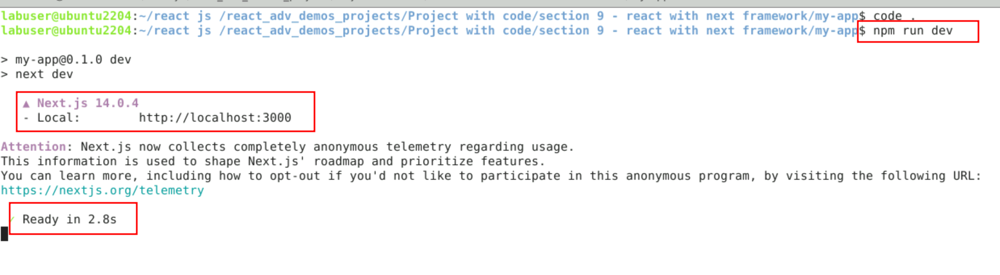 labuser@ubuntu2204:~/react js /react_adv_demos_projects/Project with code/section 9 - react with next framework/my-app$ code .
labuser@ubuntu2204:~/react js /react_adv_demos_projects/Project with code/section 9 - react with next framework/my-app$ npm run dev
> my-app@0.1.0 dev
> next dev
▲ Next.js 14.0.4
- Local:        http://localhost:3000
Attention: Next.js now collects completely anonymous telemetry regarding usage.
This information is used to shape Next.js' roadmap and prioritize features.
You can learn more, including how to opt-out if you'd not like to participate in this anonymous program, by visiting the following URL:
https://nextjs.org/telemetry
✓ Ready in 2.8s